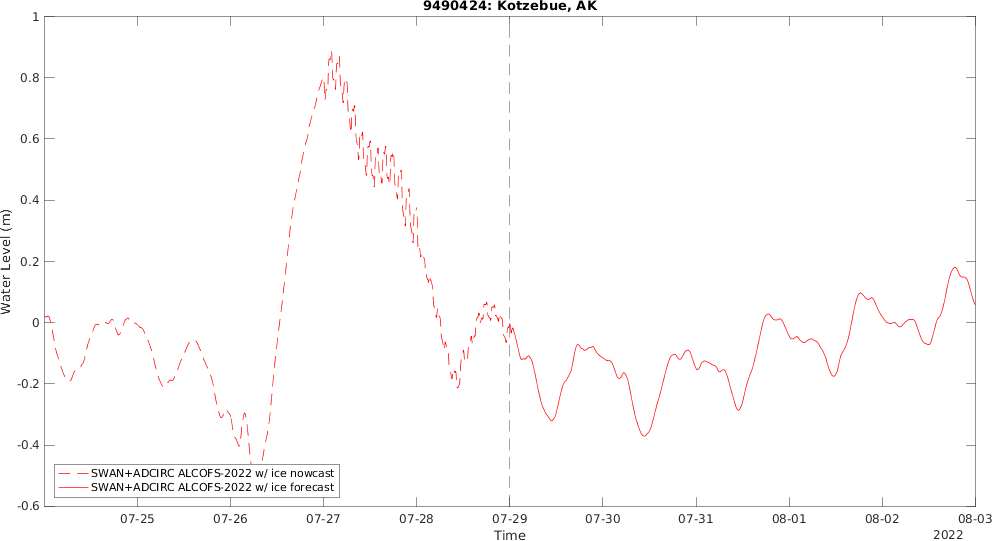 9490424: Kotzebue, AK
1
0.8
0.6
0.4
0.2
0
-0.2
-0.4
-0.6
Water Level (m)
SWAN+ADCIRC ALCOFS-2022 w/ ice nowcast
SWAN+ADCIRC ALCOFS-2022 w/ ice forecast
07-25 07-26 07-27 07-28 07-29 07-30 07-31 08-01 08-02 08-03
Time
2022